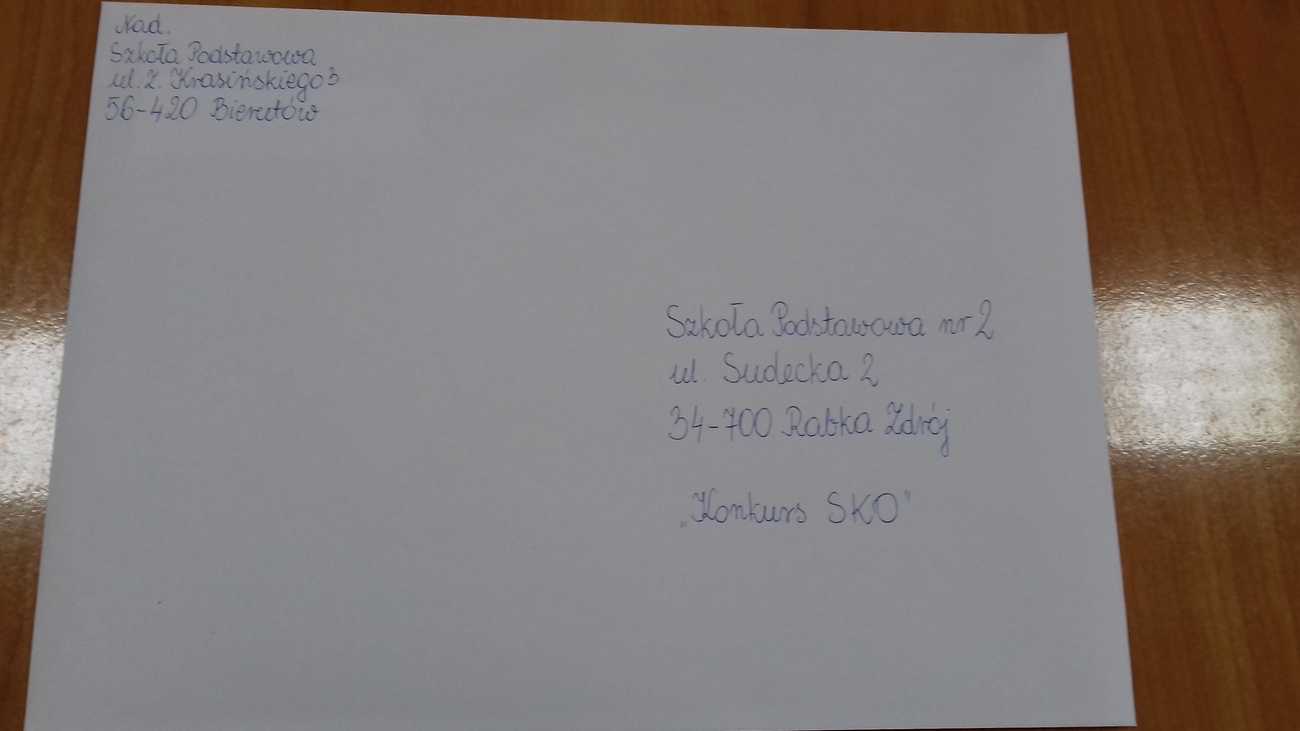 Nad.
Szkoła Podstawowa
ul. Z. Krasińskiego 3
56-420 Bierutów
Szkoła Podstawowa nr 2
ul. Sudecka 2
34-700 Rabka Zdrój
„Konkurs SKO"